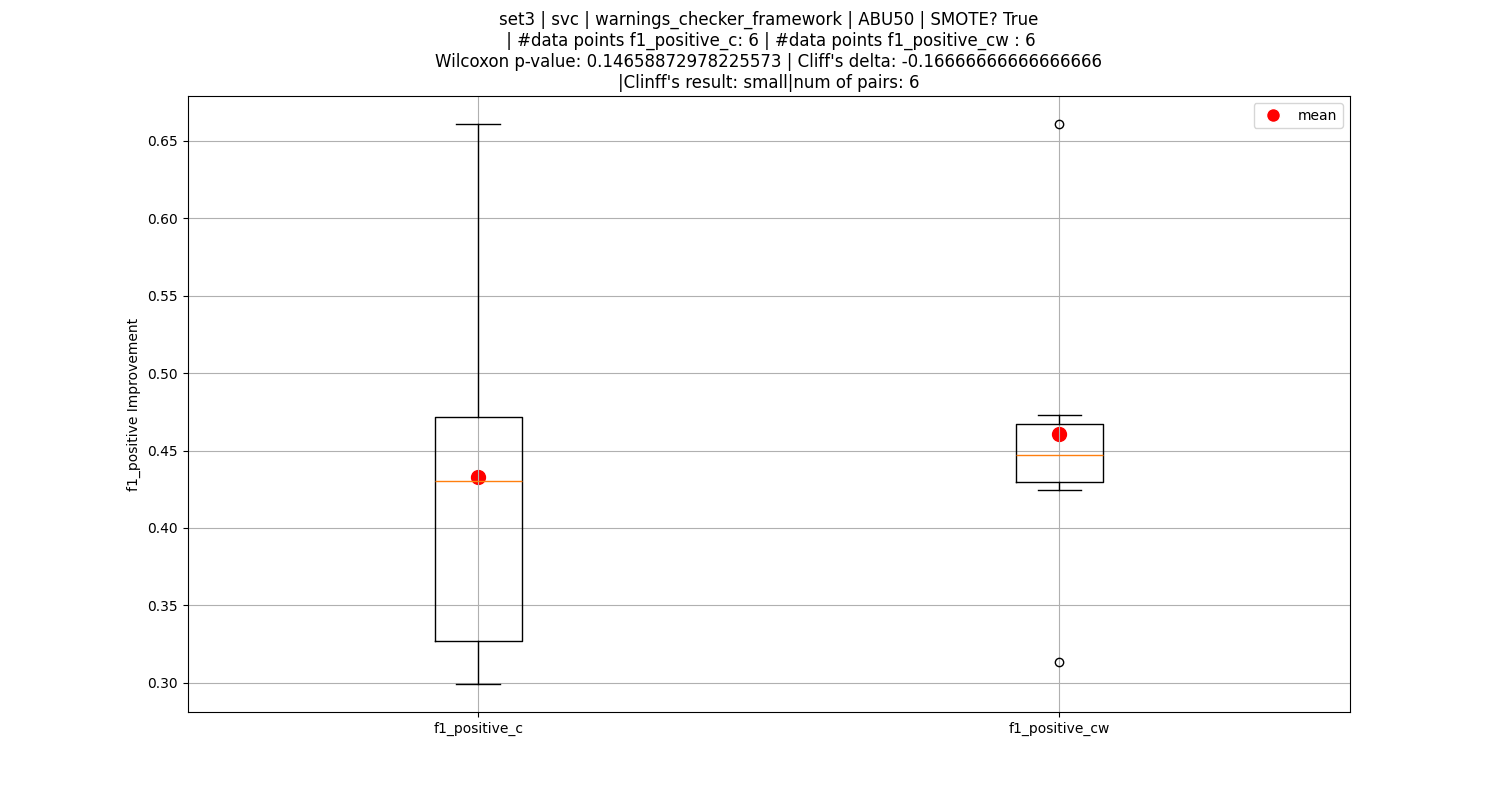 set3 | svc | warnings_checker_framework | ABU50 | SMOTE? True
| #data points f1_positive_c: 6 | #data points f1_positive_cw : 6
Wilcoxon p-value: 0.14658872978225573 | Cliff's delta: -0.16666666666666666
|Clinff's result: small|num of pairs: 6
mean
0.65
0.60
0.55
0.50
0.45
0.40
0.35
0.30
f1_positive Improvement
f1_positive_c
f1_positive_cw